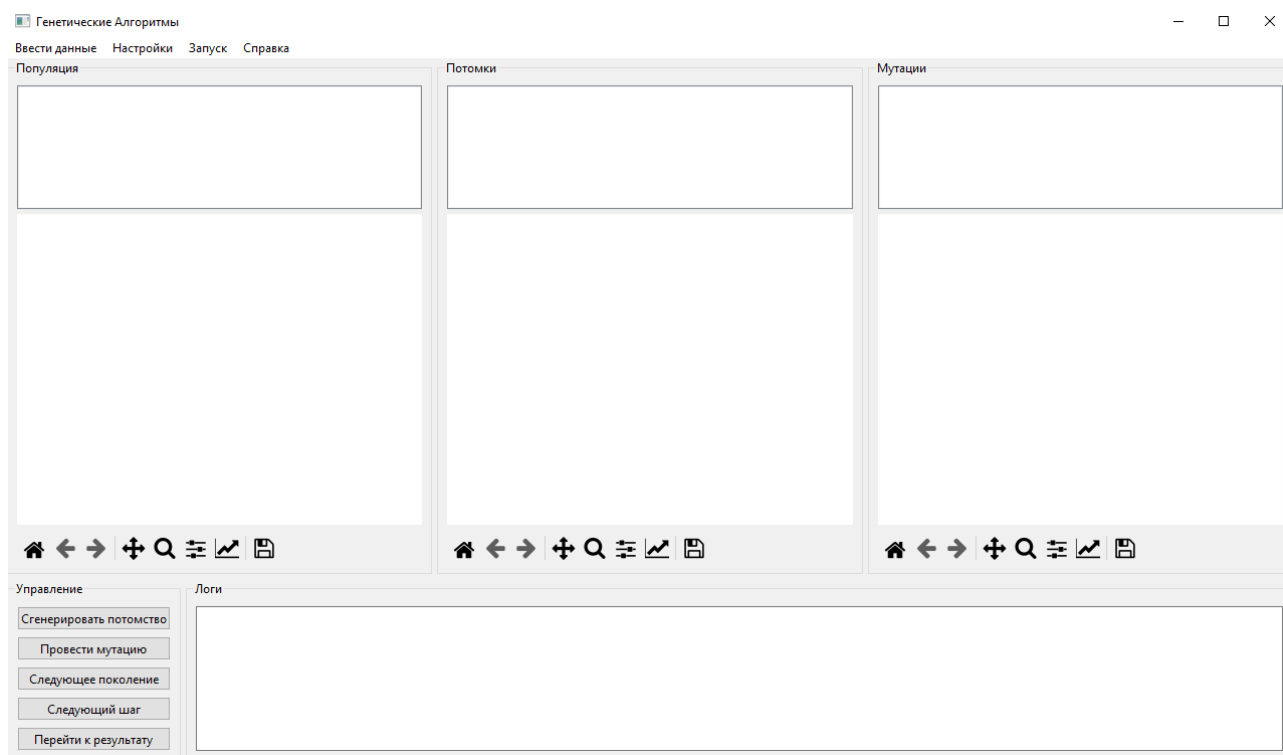 Генетические Алгоритмы
Ввести данные Настройки Запуск Справка
Популяция Потомки Мутации
Управление Логи
Сгенерировать потомство
Провести мутацию
Следующее поколение
Следующий шаг
Перейти к результату